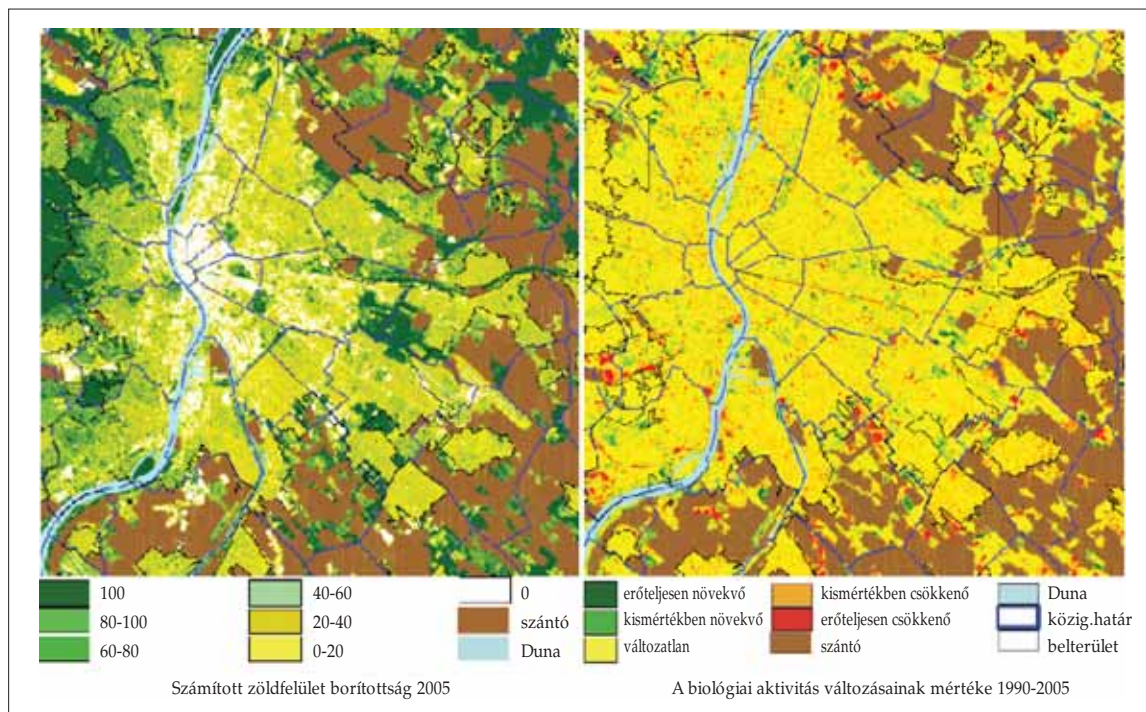 100
80-100
60-80
40-60
20-40
0-20
0
szántó
Duna
Számított zöldfelület borítottság 2005
erőteljesen növekvő
kismértékben növekvő
változatlan
kismértékben csökkenő
erőteljesen csökkenő
szántó
Duna
közig.határ
belterület
A biológiai aktivitás változásainak mértéke 1990-2005